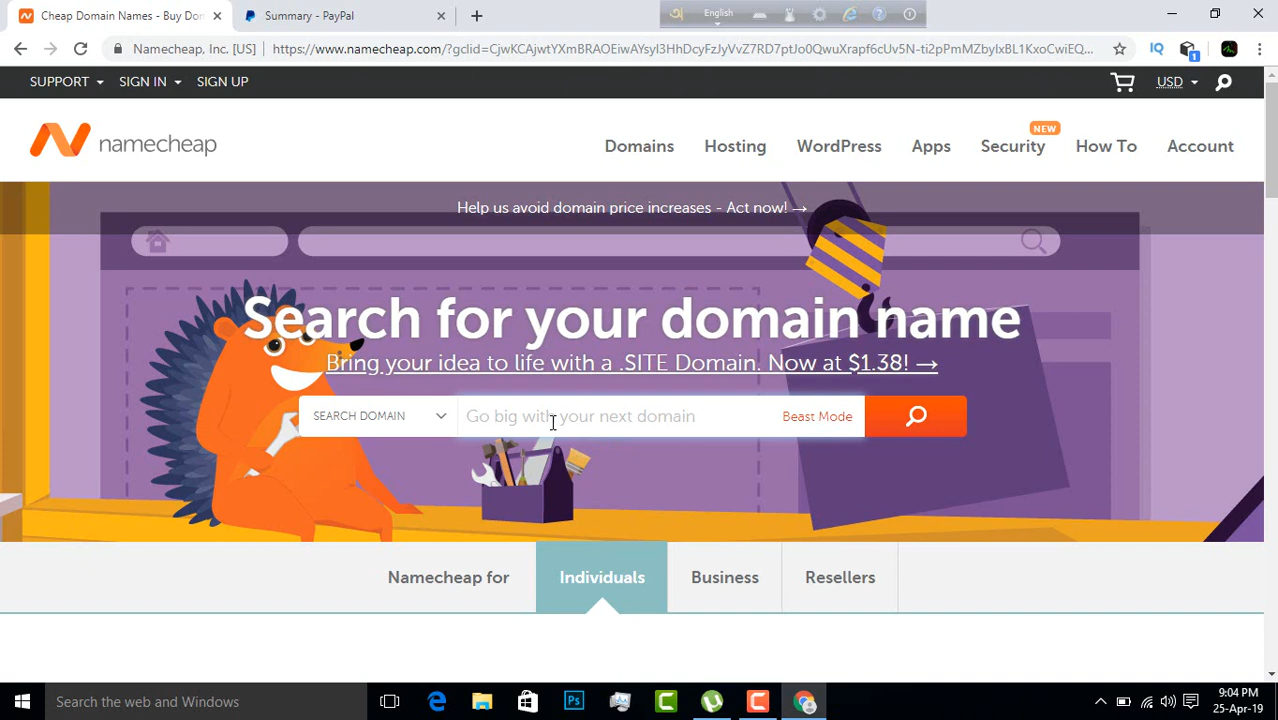 Cheap Domain Names - Buy Don
Summary - PayPal
English
Namecheap, Inc. [US]
https://www.namecheap.com/?gclid=CjwKCAjwtYXmBRAOEiwAYsyl3HhDcyFzJyVvZ7RD7ptJo0QwuXrapf6cUv5N-ti2pPmMZbylxBL1KxoCwiEQ...
1
SUPPORT
SIGN IN
SIGN UP
USD
namecheap
Domains
Hosting
WordPress
Apps
Security
NEW
How To
Account
Help us avoid domain price increases - Act now! →
Search for your domain name
Bring your idea to life with a .SITE Domain. Now at $1.38! →
SEARCH DOMAIN
Go big with your next domain
Beast Mode
Namecheap for
Individuals
Business
Resellers
Search the web and Windows
Ps
9:04 PM
25-Apr-19